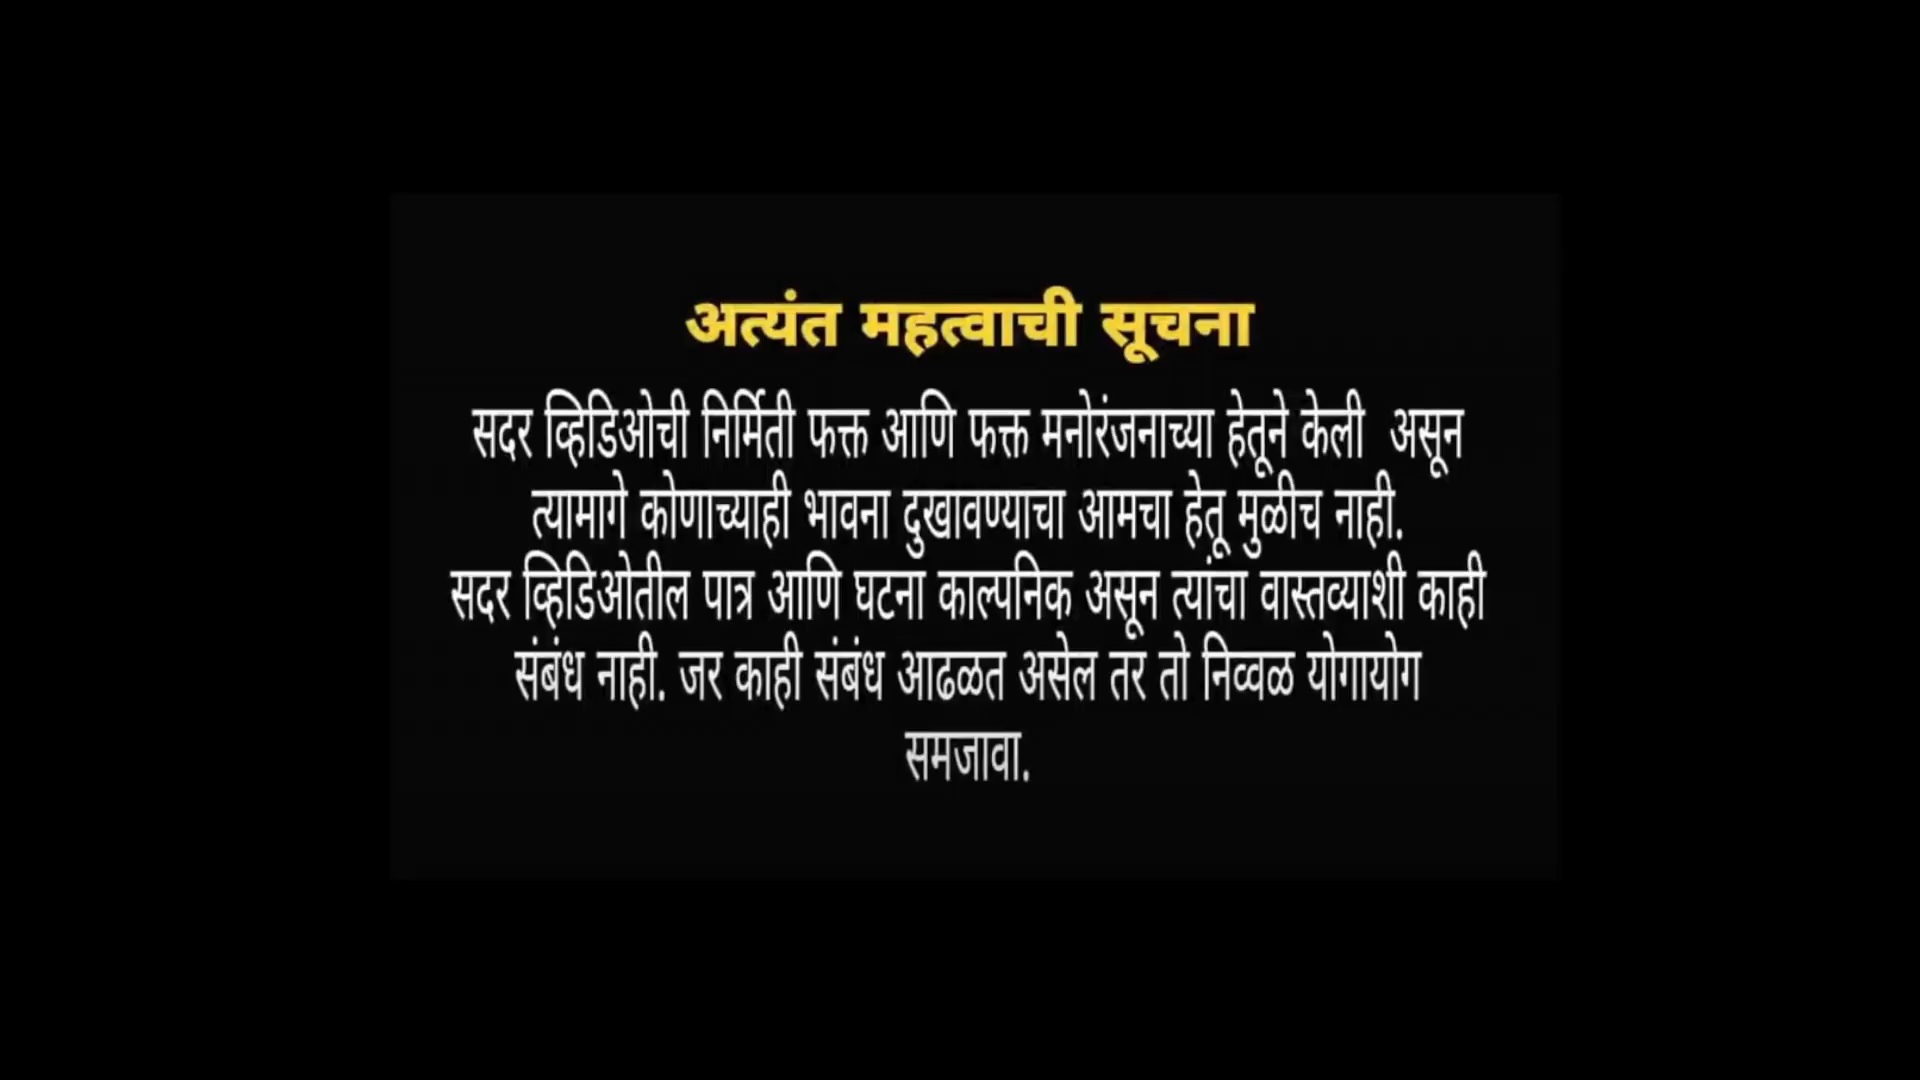 अत्यंत महत्वाची सूचना
सदर व्हिडिओची निर्मिती फक्त आणि फक्त मनोरंजनाच्या हेतूने केली असून
त्यामागे कोणाच्याही भावना दुखावण्याचा आमचा हेतू मुळीच नाही.
सदर व्हिडिओतील पात्र आणि घटना काल्पनिक असून त्यांचा वास्तव्याशी काही
संबंध नाही. जर काही संबंध आढळत असेल तर तो निव्वळ योगायोग
समजावा.